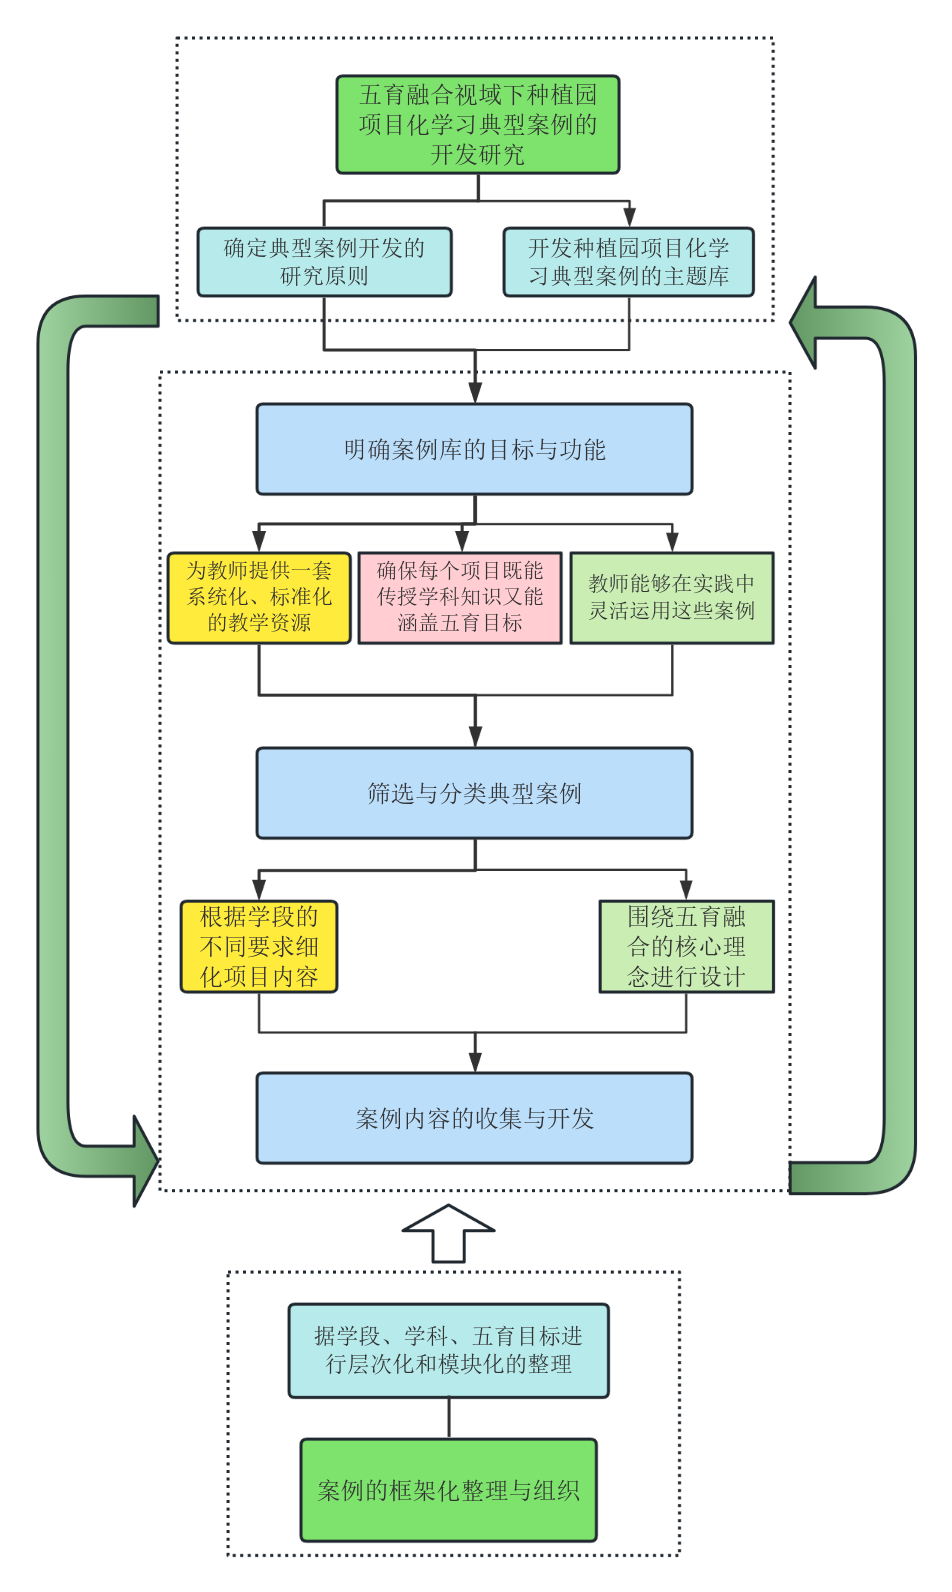 五育融合视域下种植园
项目化学习典型案例的
开发研究
确定典型案例开发的
研究原则
开发种植园项目化学
习典型案例的主题库
明确案例库的目标与功能
为教师提供一套
系统化、标准化
的教学资源
确保每个项目既能
传授学科知识又能
涵盖五育目标
教师能够在实践中
灵活运用这些案例
筛选与分类典型案例
根据学段的
不同要求细
化项目内容
围绕五育融
合的核心理
念进行设计
案例内容的收集与开发
据学段、学科、五育目标进
行层次化和模块化的整理
案例的框架化整理与组织